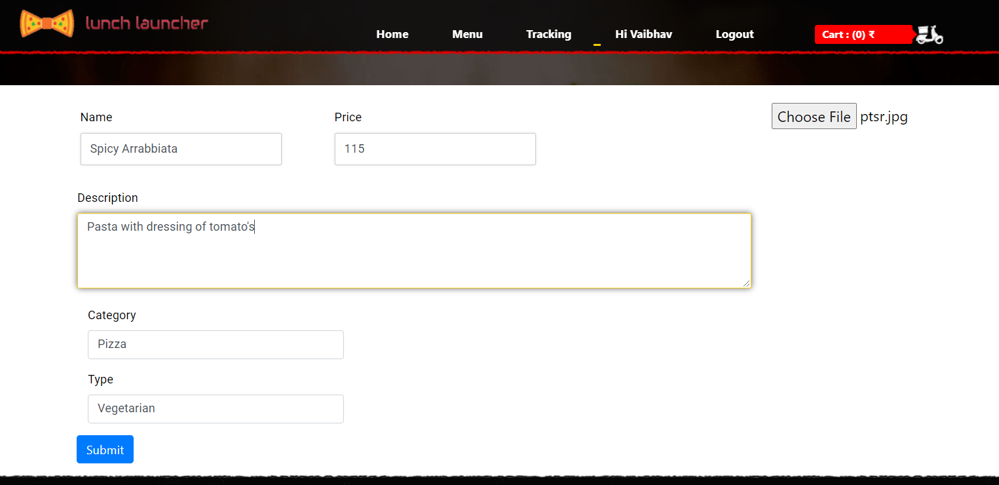 lunch launcher
Home Menu Tracking Hi Vaibhav Logout Cart : (0) ₹
Name Price Choose File ptsr.jpg
Spicy Arrabbiata 115
Description
Pasta with dressing of tomato's
Category
Pizza
Type
Vegetarian
Submit